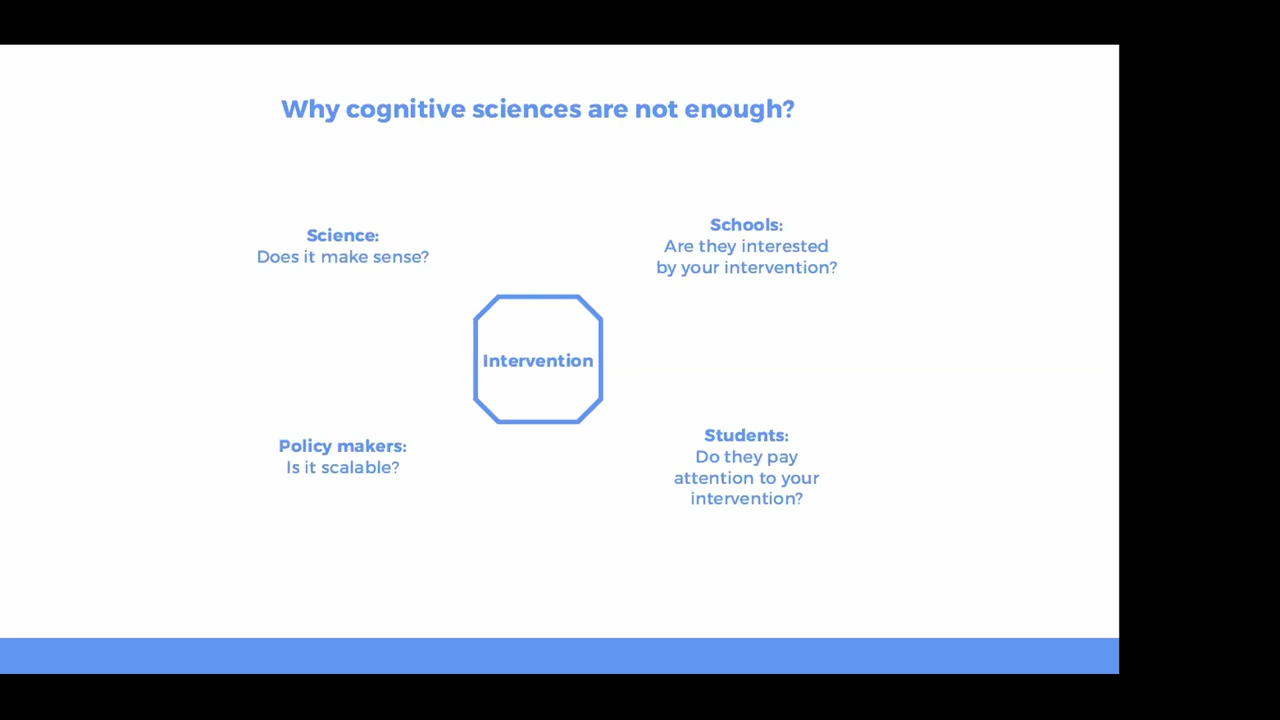 Why cognitive sciences are not enough?
Science:
Does it make sense?
Schools:
Are they interested
by your intervention?
Intervention
Policy makers:
Is it scalable?
Students:
Do they pay
attention to your
intervention?